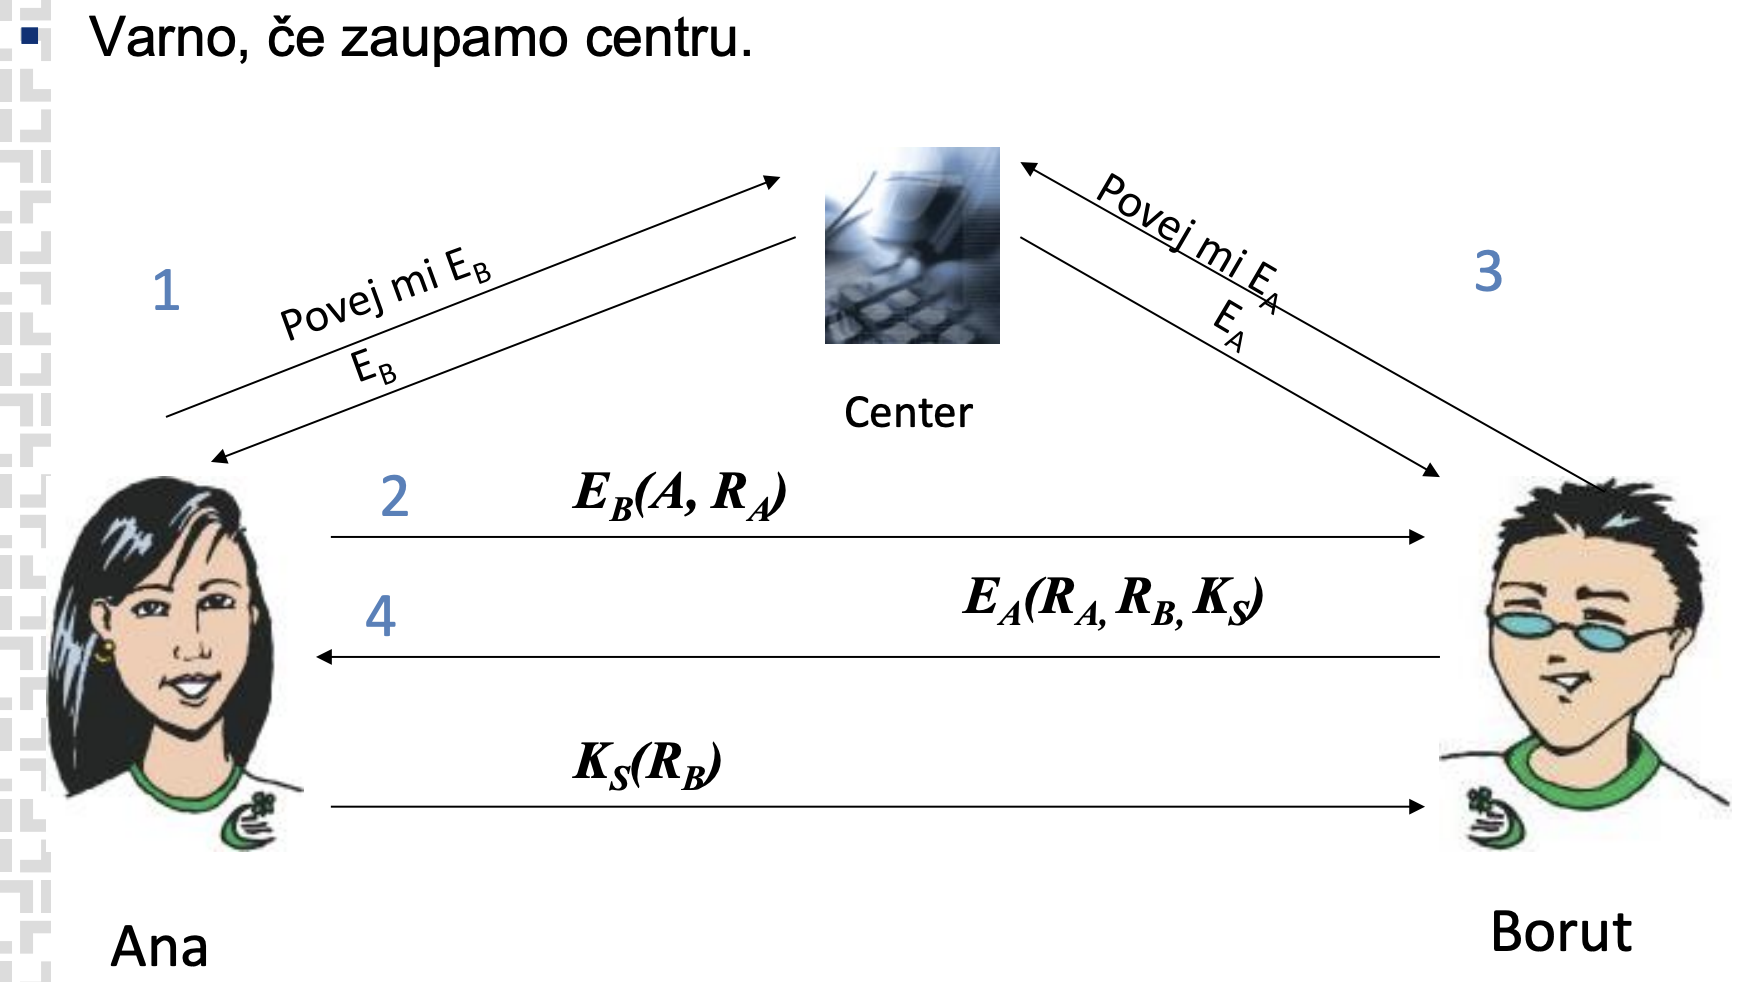 Varno, če zaupamo centru.
1
Povej mi E_B
E_B
Povej mi E_A
E_A
3
Center
2
E_B(A, R_A)
4
E_A(R_A, R_B, K_S)
K_S(R_B)
Ana
Borut